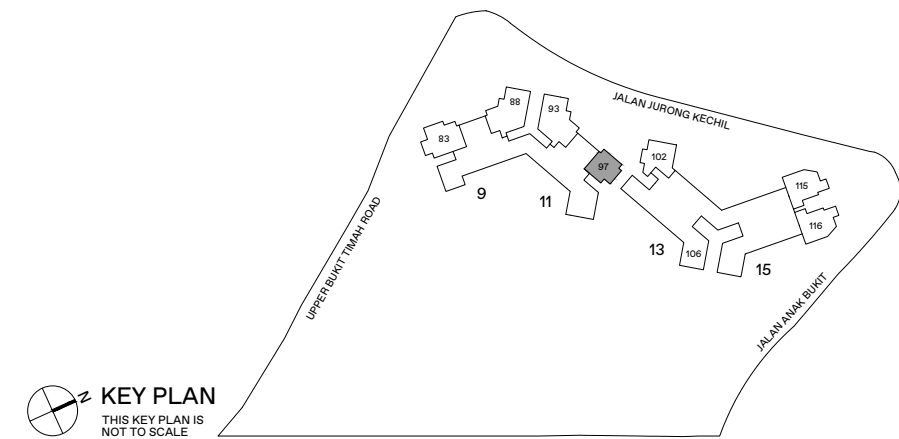 JALAN JURONG KECHIL
88
93
83
97
102
115
116
9
11
13
106
15
UPPER BUKIT TIMAH ROAD
JALAN ANAK BUKIT
N
KEY PLAN
THIS KEY PLAN IS
NOT TO SCALE